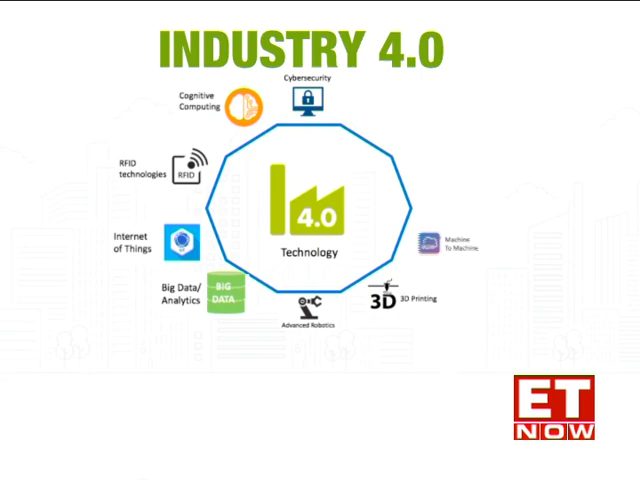 INDUSTRY 4.0
Cybersecurity
Cognitive
Computing
RFID
technologies
RFID
Internet
of Things
Big Data/
Analytics
BIG
DATA
4.0
Technology
Machine
To Machine
3D
3D Printing
Advanced Robotics
ET
NOW